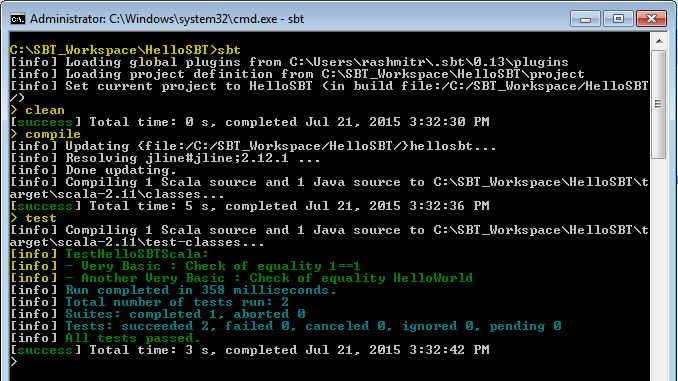 Administrator: C:\Windows\system32\cmd.exe - sbt
C:\SBT_Workspace\HelloSBT>sbt
[info] Loading global plugins from C:\Users\rashmitr\.sbt\0.13\plugins
[info] Loading project definition from C:\SBT_Workspace\HelloSBT\project
[info] Set current project to HelloSBT (in build file:/C:/SBT_Workspace/HelloSBT
/)
> clean
[success] Total time: 0 s, completed Jul 21, 2015 3:32:30 PM
> compile
[info] Updating {file:/C:/SBT_Workspace/HelloSBT/}hellosbt...
[info] Resolving jline#jline;2.12.1 ...
[info] Done updating.
[info] Compiling 1 Scala source and 1 Java source to C:\SBT_Workspace\HelloSBT\t
arget\scala-2.11\classes...
[success] Total time: 5 s, completed Jul 21, 2015 3:32:36 PM
> test
[info] Compiling 1 Scala source and 1 Java source to C:\SBT_Workspace\HelloSBT\t
arget\scala-2.11\test-classes...
[info] TestHelloSBTScala:
[info] - Very Basic : Check of equality 1==1
[info] - Another Very Basic : Check of equality HelloWorld
[info] Run completed in 358 milliseconds.
[info] Total number of tests run: 2
[info] Suites: completed 1, aborted 0
[info] Tests: succeeded 2, failed 0, canceled 0, ignored 0, pending 0
[info] All tests passed.
[success] Total time: 3 s, completed Jul 21, 2015 3:32:42 PM
>